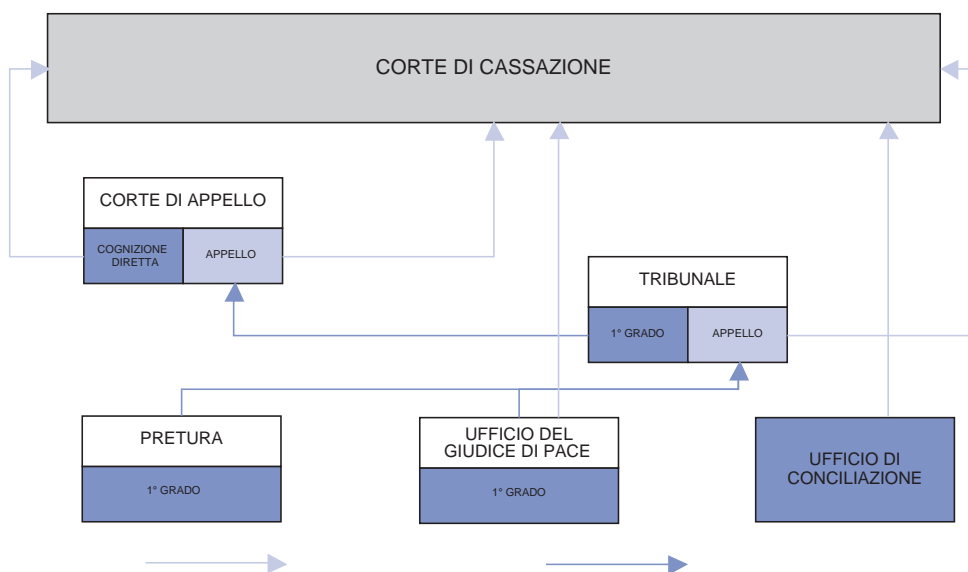 CORTE DI CASSAZIONE
CORTE DI APPELLO
COGNIZIONE
DIRETTA
APPELLO
TRIBUNALE
1° GRADO
APPELLO
PRETURA
1° GRADO
UFFICIO DEL
GIUDICE DI PACE
1° GRADO
UFFICIO DI
CONCILIAZIONE